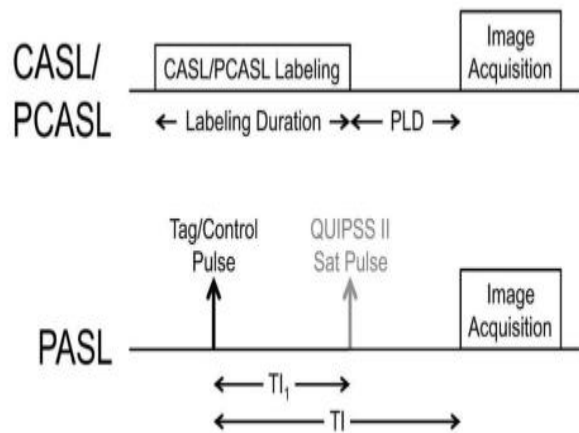 CASL/
PCASL
CASL/PCASL Labeling
Image
Acquisition
Labeling Duration
PLD
PASL
Tag/Control
Pulse
QUIPSS II
Sat Pulse
Image
Acquisition
TI₁
TI